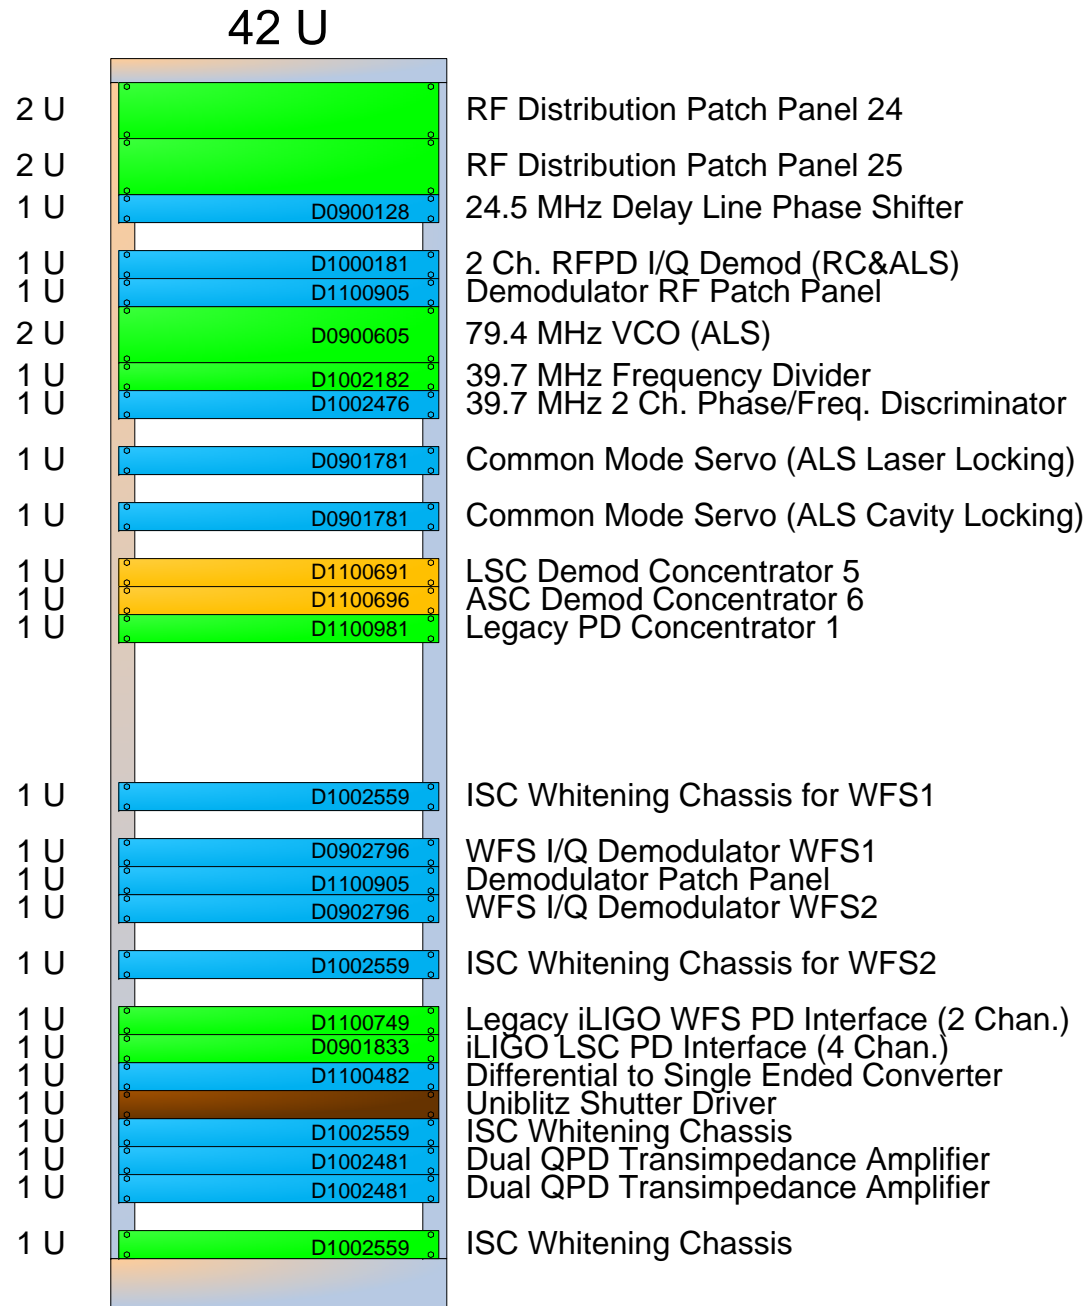 42 U
2 U RF Distribution Patch Panel 24
2 U RF Distribution Patch Panel 25
1 U D0900128 24.5 MHz Delay Line Phase Shifter
1 U D1000181 2 Ch. RFPD I/Q Demod (RC&ALS)
1 U D1100905 Demodulator RF Patch Panel
2 U D0900605 79.4 MHz VCO (ALS)
1 U D1002182 39.7 MHz Frequency Divider
1 U D1002476 39.7 MHz 2 Ch. Phase/Freq. Discriminator
1 U D0901781 Common Mode Servo (ALS Laser Locking)
1 U D0901781 Common Mode Servo (ALS Cavity Locking)
1 U D1100691 LSC Demod Concentrator 5
1 U D1100696 ASC Demod Concentrator 6
1 U D1100981 Legacy PD Concentrator 1
1 U D1002559 ISC Whitening Chassis for WFS1
1 U D0902796 WFS I/Q Demodulator WFS1
1 U D1100905 Demodulator Patch Panel
1 U D0902796 WFS I/Q Demodulator WFS2
1 U D1002559 ISC Whitening Chassis for WFS2
1 U D1100749 Legacy iLIGO WFS PD Interface (2 Chan.)
1 U D0901833 iLIGO LSC PD Interface (4 Chan.)
1 U D1100482 Differential to Single Ended Converter
1 U Uniblitz Shutter Driver
1 U D1002559 ISC Whitening Chassis
1 U D1002481 Dual QPD Transimpedance Amplifier
1 U D1002481 Dual QPD Transimpedance Amplifier
1 U D1002559 ISC Whitening Chassis